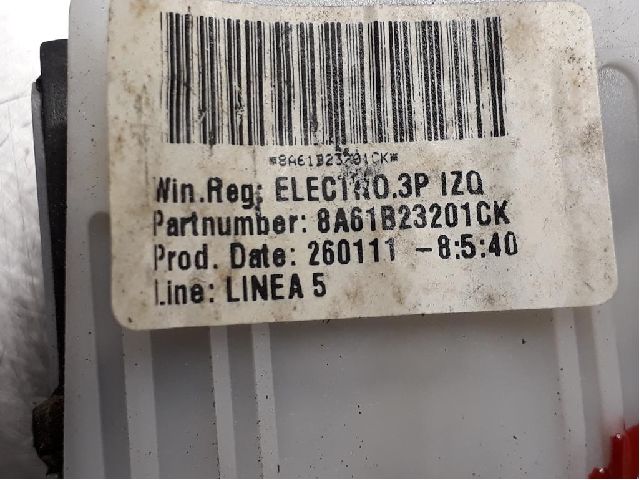 *8A61B23201CK*
Win.Reg: ELECTRO.3P IZQ
Partnumber: 8A61B23201CK
Prod. Date: 260111 -8:5:40
Line: LINEA 5